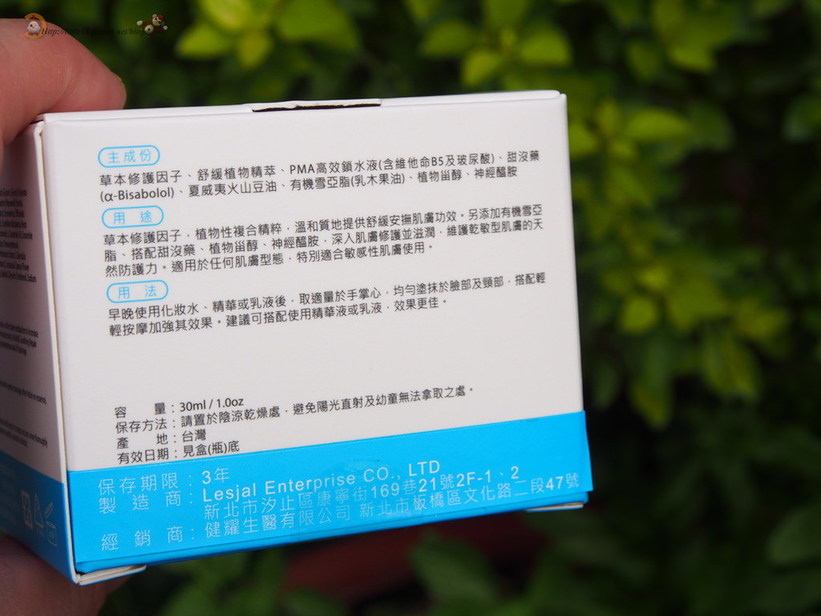 主成份
草本修護因子、舒緩植物精萃、PMA高效鎖水液(含維他命B5及玻尿酸)、甜沒藥
(α-Bisabolol)、夏威夷火山豆油、有機雪亞脂(乳木果油)、植物甾醇、神經醯胺
用途
草本修護因子,植物性複合精粹,溫和質地提供舒緩安撫肌膚功效。另添加有機雪亞
脂、搭配甜沒藥、植物甾醇、神經醯胺,深入肌膚修護並滋潤,維護乾敏型肌膚的天
然防護力。適用於任何肌膚型態,特別適合敏感性肌膚使用。
用法
早晚使用化妝水、精華或乳液後,取適量於手掌心,均勻塗抹於臉部及頸部,搭配輕
輕按摩加強其效果。建議可搭配使用精華液或乳液,效果更佳。
容量:30ml / 1.0oz
保存方法:請置於陰涼乾燥處,避免陽光直射及幼童無法拿取之處。
產地:台灣
有效日期:見盒(瓶)底
保存期限:3年
製造商:Lesjal Enterprise CO., LTD
新北市汐止區康寧街169巷21號2F-1、2
經銷商:健耀生醫有限公司 新北市板橋區文化路二段47號